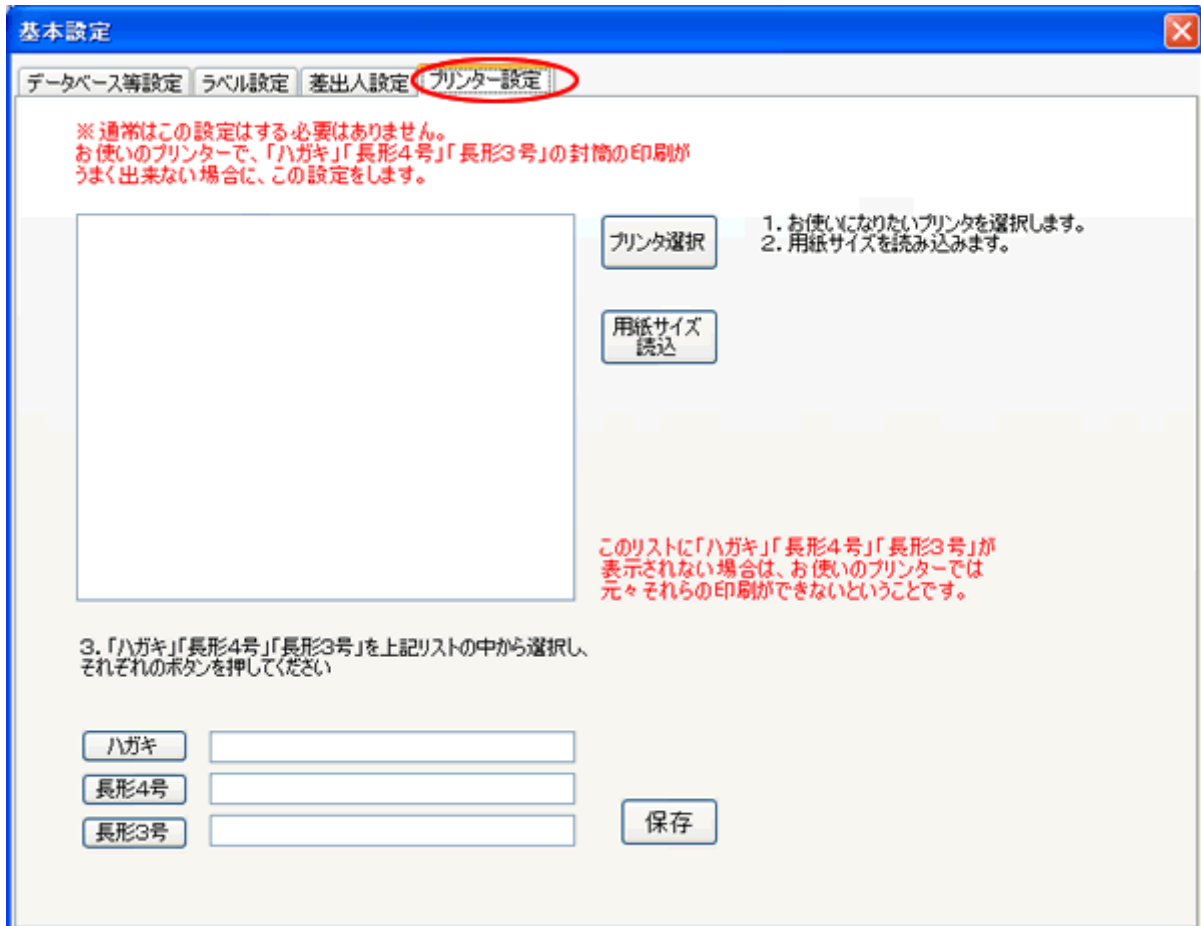 基本設定
データベース等設定 ラベル設定 差出人設定 プリンター設定
※通常はこの設定はする必要はありません。
お使いのプリンターで、「ハガキ」「長形4号」「長形3号」の封筒の印刷が
うまく出来ない場合に、この設定をします。
プリンタ選択
1.お使いになりたいプリンタを選択します。
2.用紙サイズを読み込みます。
用紙サイズ
読込
このリストに「ハガキ」「長形4号」「長形3号」が
表示されない場合は、お使いのプリンターでは
元々それらの印刷ができないということです。
3.「ハガキ」「長形4号」「長形3号」を上記リストの中から選択し、
それぞれのボタンを押してください
ハガキ
長形4号
長形3号
保存